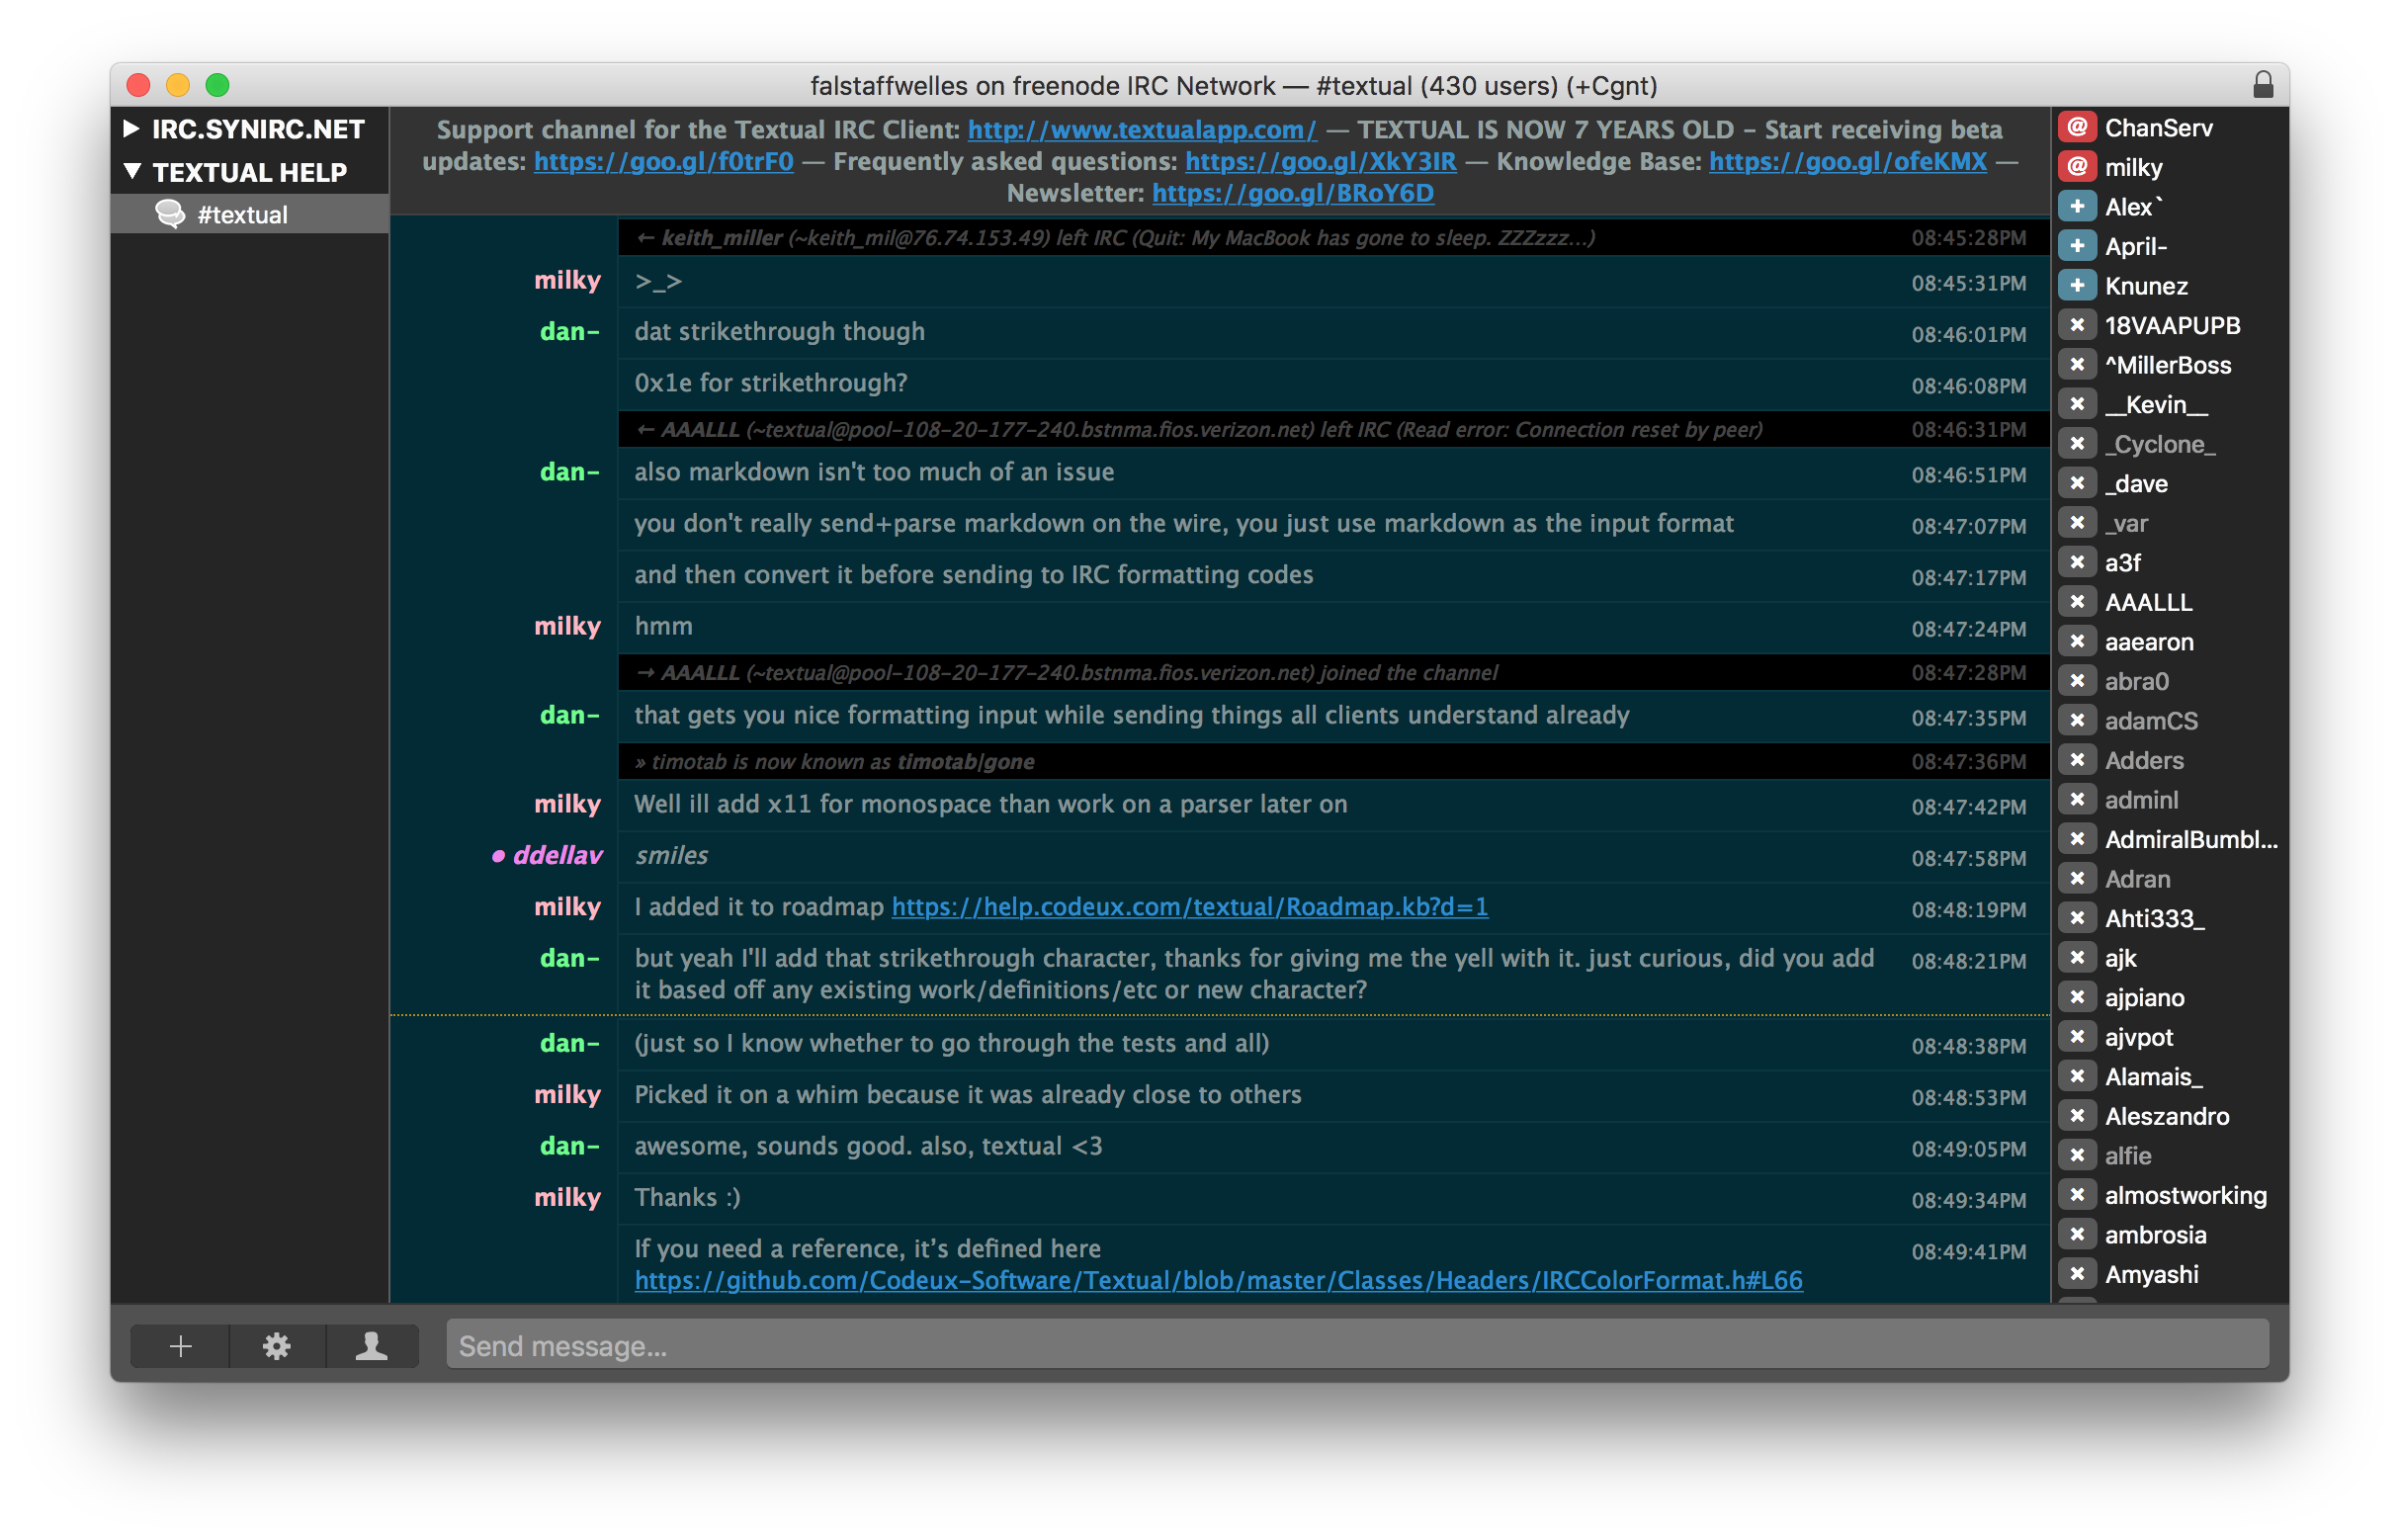 falstaffwelles on freenode IRC Network — #textual (430 users) (+Cgnt)
IRC.SYNIRC.NET
TEXTUAL HELP
#textual
Support channel for the Textual IRC Client: http://www.textualapp.com/ — TEXTUAL IS NOW 7 YEARS OLD – Start receiving beta
updates: https://goo.gl/f0trF0 — Frequently asked questions: https://goo.gl/XkY3IR — Knowledge Base: https://goo.gl/ofeKMX —
Newsletter: https://goo.gl/BRoY6D
← keith_miller (~keith_mil@76.74.153.49) left IRC (Quit: My MacBook has gone to sleep. ZZZzzz…) 08:45:28PM
milky >_> 08:45:31PM
dan- dat strikethrough though 08:46:01PM
0x1e for strikethrough? 08:46:08PM
← AAALLL (~textual@pool-108-20-177-240.bstnma.fios.verizon.net) left IRC (Read error: Connection reset by peer) 08:46:31PM
dan- also markdown isn't too much of an issue 08:46:51PM
you don't really send+parse markdown on the wire, you just use markdown as the input format 08:47:07PM
and then convert it before sending to IRC formatting codes 08:47:17PM
milky hmm 08:47:24PM
→ AAALLL (~textual@pool-108-20-177-240.bstnma.fios.verizon.net) joined the channel 08:47:28PM
dan- that gets you nice formatting input while sending things all clients understand already 08:47:35PM
» timotab is now known as timotab|gone 08:47:36PM
milky Well ill add x11 for monospace than work on a parser later on 08:47:42PM
• ddellav smiles 08:47:58PM
milky I added it to roadmap https://help.codeux.com/textual/Roadmap.kb?d=1 08:48:19PM
dan- but yeah I'll add that strikethrough character, thanks for giving me the yell with it. just curious, did you add 08:48:21PM
it based off any existing work/definitions/etc or new character?
dan- (just so I know whether to go through the tests and all) 08:48:38PM
milky Picked it on a whim because it was already close to others 08:48:53PM
dan- awesome, sounds good. also, textual <3 08:49:05PM
milky Thanks :) 08:49:34PM
If you need a reference, it’s defined here 08:49:41PM
https://github.com/Codeux-Software/Textual/blob/master/Classes/Headers/IRCColorFormat.h#L66
@ ChanServ
@ milky
+ Alex`
+ April-
+ Knunez
× 18VAAPUPB
× ^MillerBoss
× __Kevin__
× _Cyclone_
× _dave
× _var
× a3f
× AAALLL
× aaearon
× abra0
× adamCS
× Adders
× adminl
× AdmiralBumbl...
× Adran
× Ahti333_
× ajk
× ajpiano
× ajvpot
× Alamais_
× Aleszandro
× alfie
× almostworking
× ambrosia
× Amyashi
Send message...